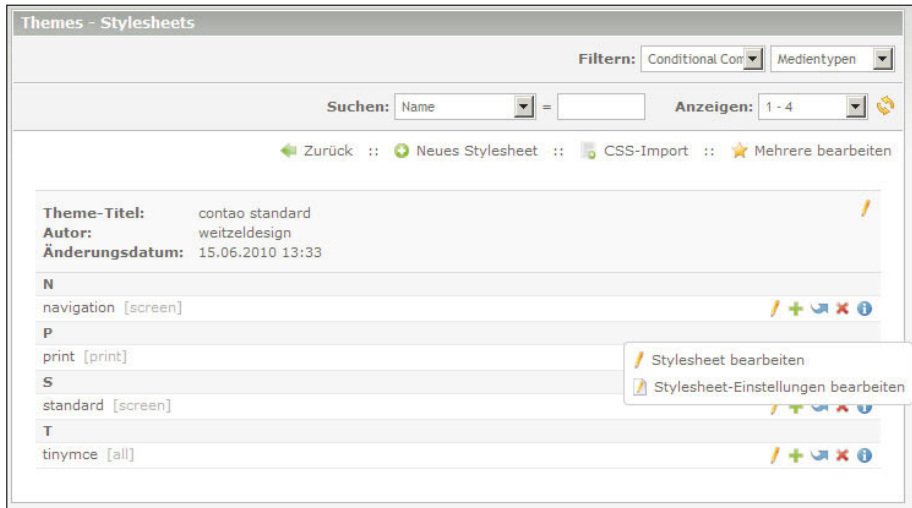 Themes - Stylesheets
Filtern: Conditional Com Medientypen
Suchen: Name = Anzeigen: 1 - 4
Zurück :: Neues Stylesheet :: CSS-Import :: Mehrere bearbeiten
Theme-Titel: contao standard
Autor: weitzeldesign
Änderungsdatum: 15.06.2010 13:33
N
navigation [screen]
P
print [print]
Stylesheet bearbeiten
S
Stylesheet-Einstellungen bearbeiten
standard [screen]
T
tinymce [all]